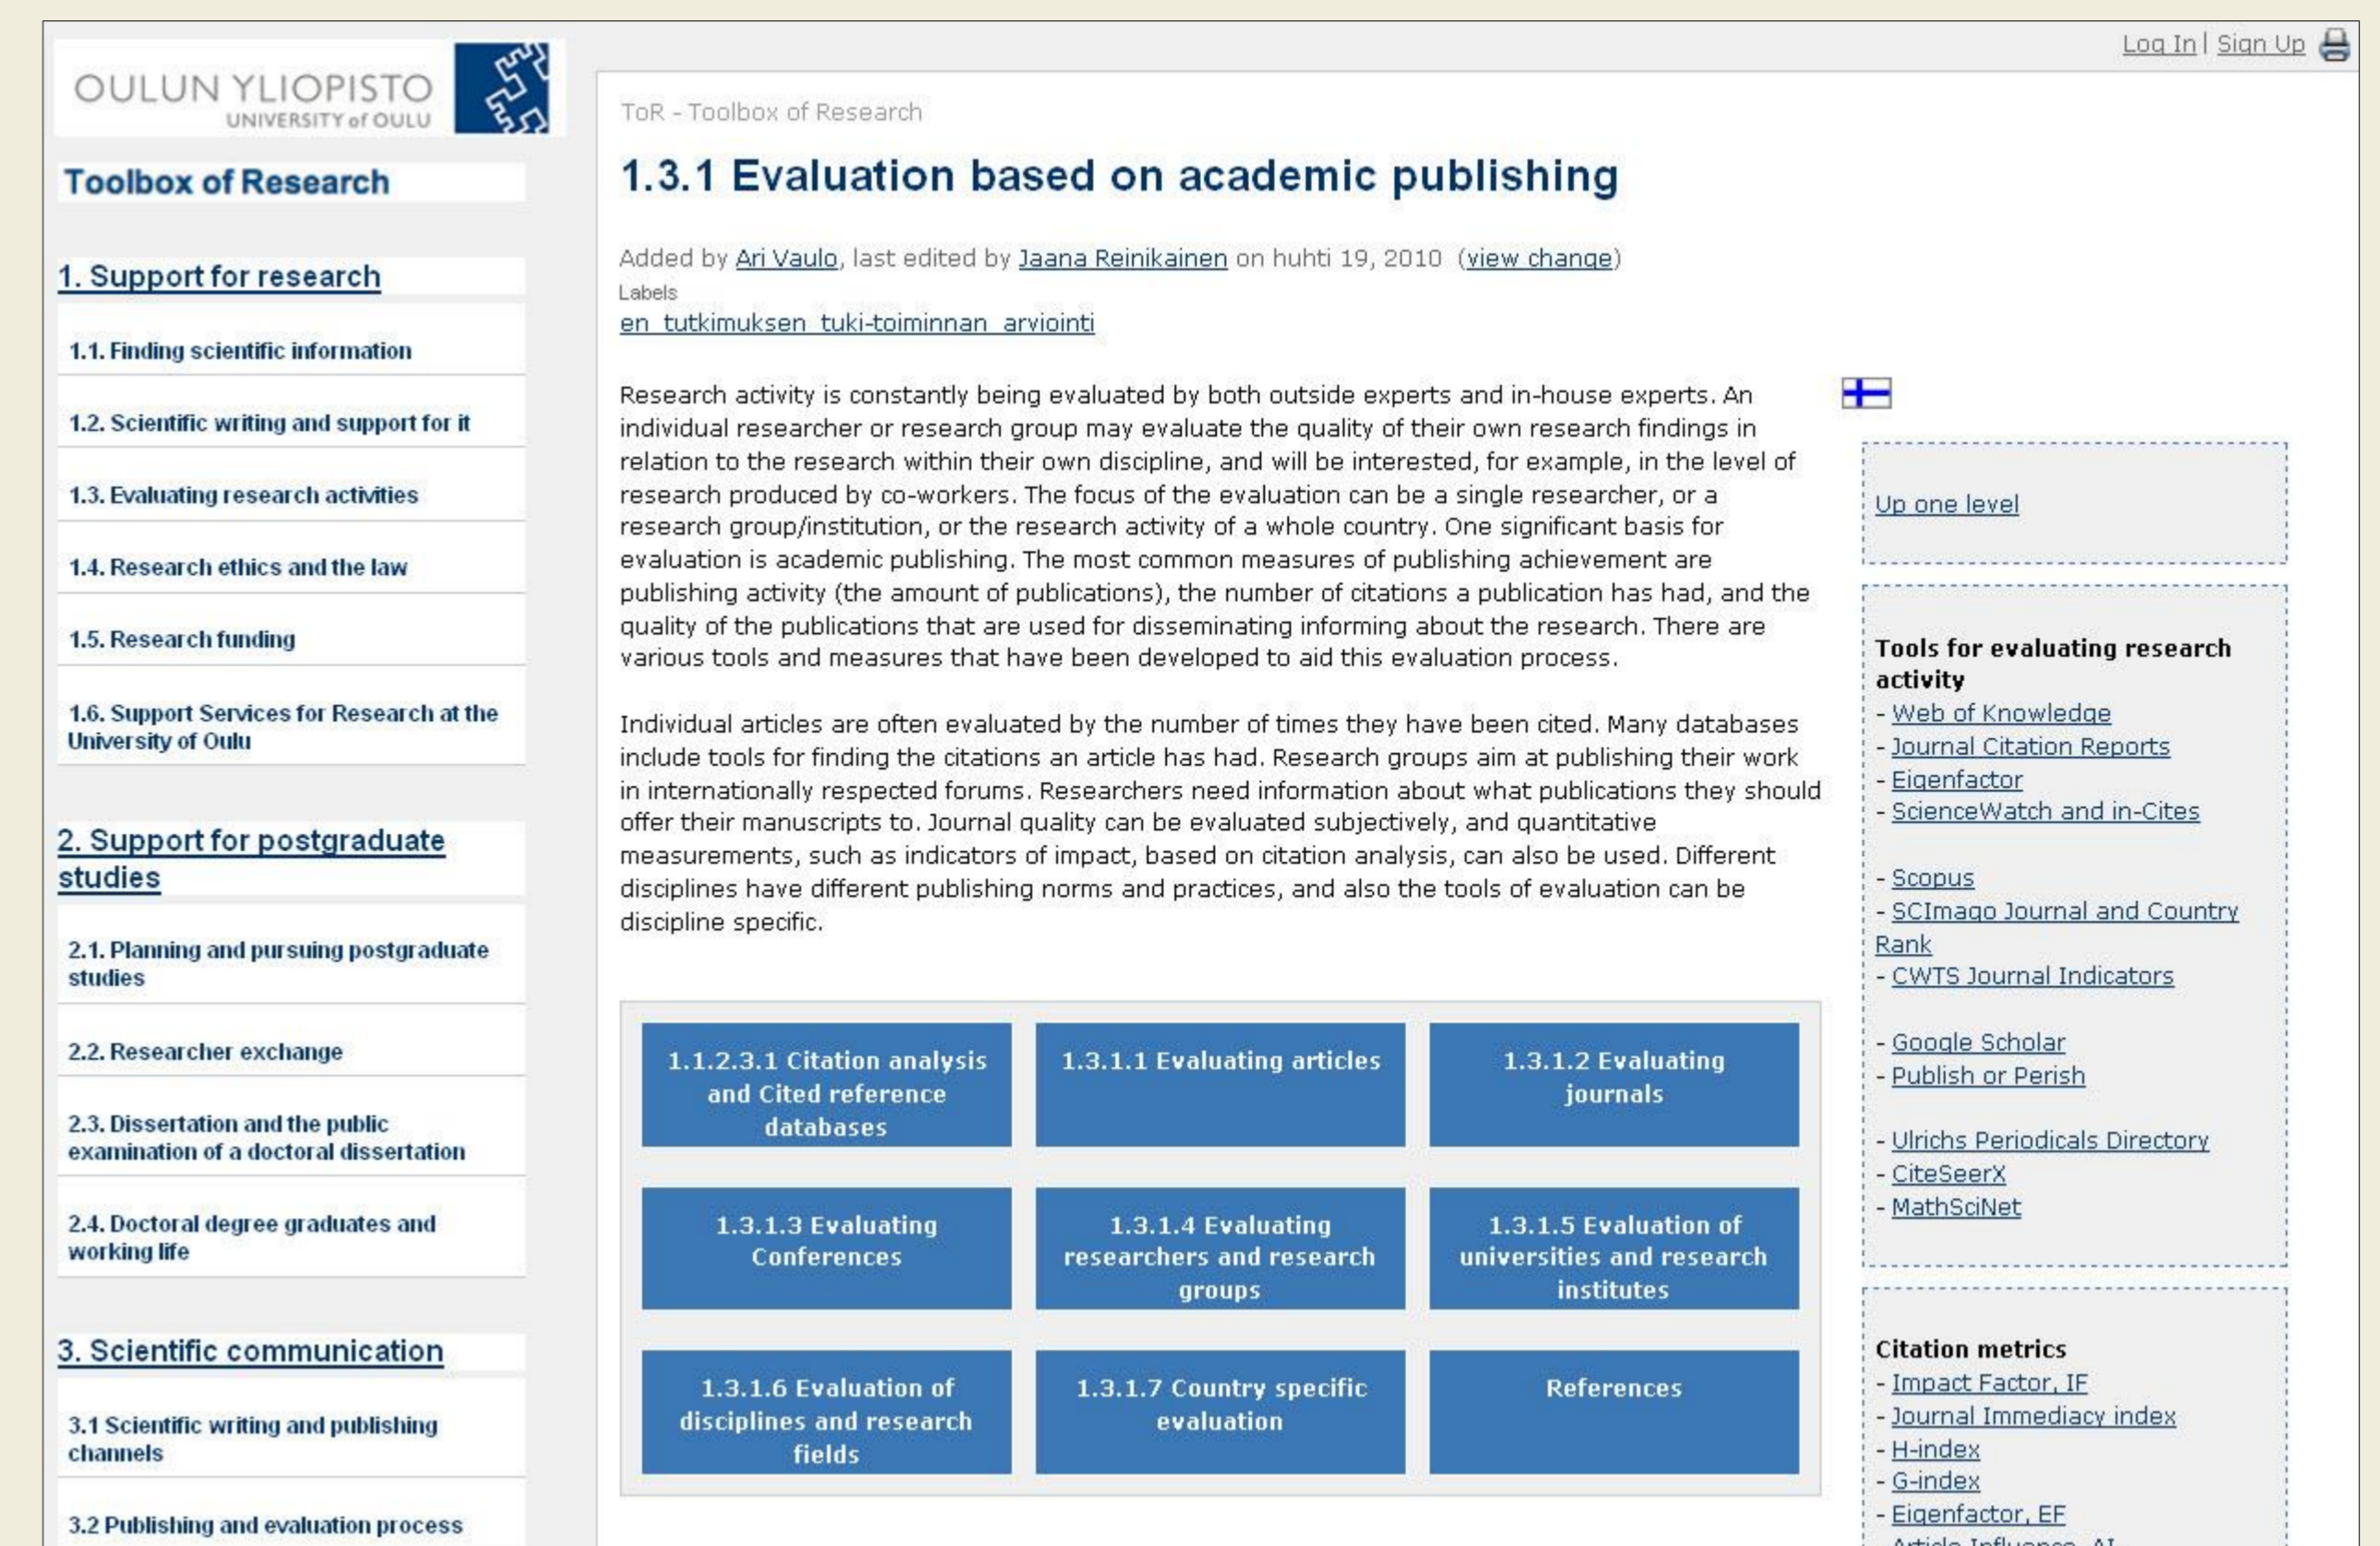 OULUN YLIOPISTO
UNIVERSITY of OULU
Toolbox of Research
1. Support for research
1.1. Finding scientific information
1.2. Scientific writing and support for it
1.3. Evaluating research activities
1.4. Research ethics and the law
1.5. Research funding
1.6. Support Services for Research at the
University of Oulu
2. Support for postgraduate
studies
2.1. Planning and pursuing postgraduate
studies
2.2. Researcher exchange
2.3. Dissertation and the public
examination of a doctoral dissertation
2.4. Doctoral degree graduates and
working life
3. Scientific communication
3.1 Scientific writing and publishing
channels
3.2 Publishing and evaluation process
Log In | Sign Up
ToR - Toolbox of Research
1.3.1 Evaluation based on academic publishing
Added by Ari Vaulo, last edited by Jaana Reinikainen on huhti 19, 2010 (view change)
Labels
en_tutkimuksen_tuki-toiminnan_arviointi
Research activity is constantly being evaluated by both outside experts and in-house experts. An
individual researcher or research group may evaluate the quality of their own research findings in
relation to the research within their own discipline, and will be interested, for example, in the level of
research produced by co-workers. The focus of the evaluation can be a single researcher, or a
research group/institution, or the research activity of a whole country. One significant basis for
evaluation is academic publishing. The most common measures of publishing achievement are
publishing activity (the amount of publications), the number of citations a publication has had, and the
quality of the publications that are used for disseminating informing about the research. There are
various tools and measures that have been developed to aid this evaluation process.
Individual articles are often evaluated by the number of times they have been cited. Many databases
include tools for finding the citations an article has had. Research groups aim at publishing their work
in internationally respected forums. Researchers need information about what publications they should
offer their manuscripts to. Journal quality can be evaluated subjectively, and quantitative
measurements, such as indicators of impact, based on citation analysis, can also be used. Different
disciplines have different publishing norms and practices, and also the tools of evaluation can be
discipline specific.
1.1.2.3.1 Citation analysis
and Cited reference
databases
1.3.1.1 Evaluating articles
1.3.1.2 Evaluating
journals
1.3.1.3 Evaluating
Conferences
1.3.1.4 Evaluating
researchers and research
groups
1.3.1.5 Evaluation of
universities and research
institutes
1.3.1.6 Evaluation of
disciplines and research
fields
1.3.1.7 Country specific
evaluation
References
Up one level
Tools for evaluating research
activity
- Web of Knowledge
- Journal Citation Reports
- Eigenfactor
- ScienceWatch and in-Cites
- Scopus
- SCImago Journal and Country
Rank
- CWTS Journal Indicators
- Google Scholar
- Publish or Perish
- Ulrichs Periodicals Directory
- CiteSeerX
- MathSciNet
Citation metrics
- Impact Factor, IF
- Journal Immediacy index
- H-index
- G-index
- Eigenfactor, EF
- Article Influence, AI